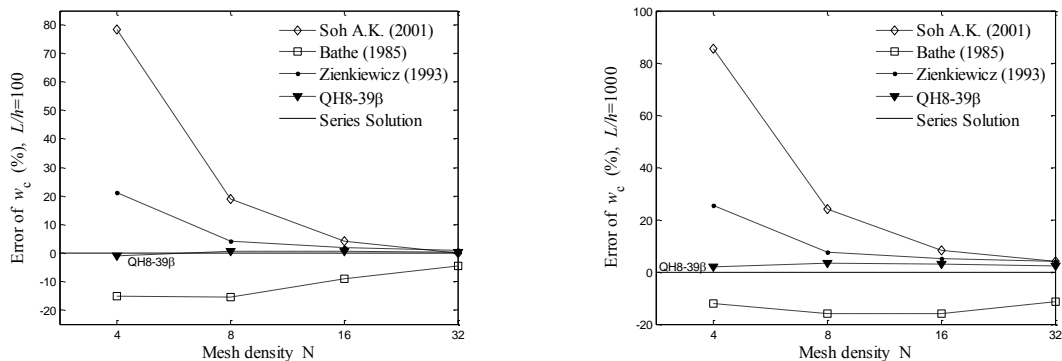 Error of w_c (%), L/h=100
90
80
70
60
50
40
30
20
10
0
-10
-20
4
8
16
32
Mesh density N
Soh A.K. (2001)
Bathe (1985)
Zienkiewicz (1993)
QH8-39β
Series Solution
QH8-39β
Error of w_c (%), L/h=1000
100
80
60
40
20
0
-20
4
8
16
32
Mesh density N
Soh A.K. (2001)
Bathe (1985)
Zienkiewicz (1993)
QH8-39β
Series Solution
QH8-39β